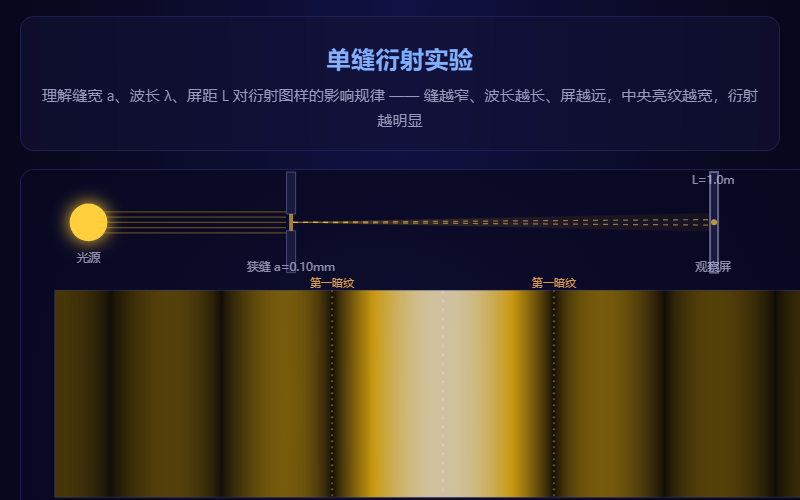 单缝衍射实验
理解缝宽 a、波长 λ、屏距 L 对衍射图样的影响规律 —— 缝越窄、波长越长、屏越远，中央亮纹越宽，衍射
越明显
L=1.0m
光源
狭缝 a=0.10mm
观察屏
第一暗纹
第一暗纹